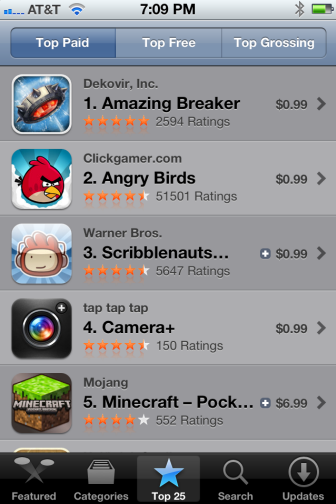 AT&T 7:09 PM
Top Paid Top Free Top Grossing
Dekovir, Inc.
1. Amazing Breaker $0.99
2594 Ratings
Clickgamer.com
2. Angry Birds $0.99
51501 Ratings
Warner Bros.
3. Scribblenauts... + $0.99
5647 Ratings
tap tap tap
4. Camera+ $0.99
150 Ratings
Mojang
MINECRAFT
5. Minecraft – Pock... + $6.99
552 Ratings
Featured Categories Top 25 Search Updates